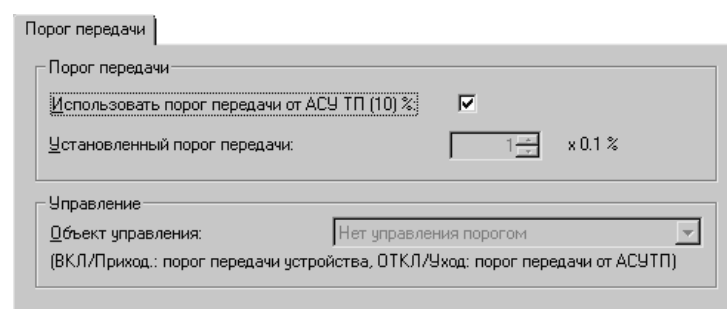 Порог передачи
Порог передачи
Использовать порог передачи от АСУ ТП (10) %:
Установленный порог передачи: 1 x 0.1 %
Управление
Объект управления: Нет управления порогом
(ВКЛ/Приход.: порог передачи устройства, ОТКЛ/Уход: порог передачи от АСУТП)